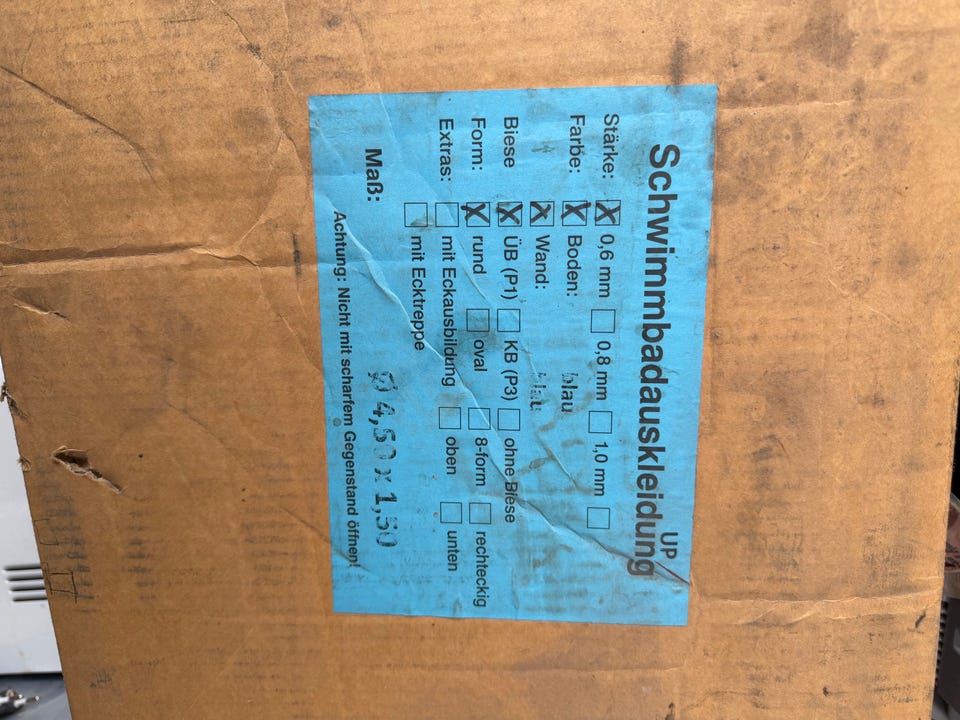 UP
Schwimmbadauskleidung
Stärke: ☒ 0,6 mm ☐ 0,8 mm ☐ 1,0 mm ☐
Farbe: ☒ Boden: blau
☒ Wand: blau
Biese ☒ ÜB (P1) ☐ KB (P3) ☐ ohne Biese
Form: ☒ rund ☐ oval ☐ 8-form ☐ rechteckig
Extras: ☐ mit Eckausbildung ☐ oben ☐ unten
☐ mit Ecktreppe
Maß: Ø 4,60 x 1,50
Achtung: Nicht mit scharfem Gegenstand öffnen!